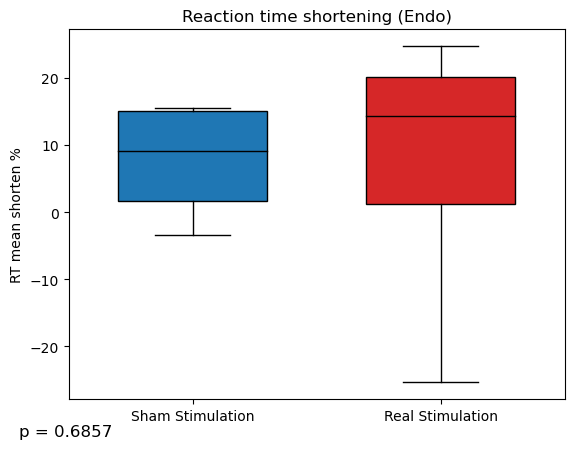 Reaction time shortening (Endo)
RT mean shorten %
20
10
0
−10
−20
Sham Stimulation
Real Stimulation
p = 0.6857